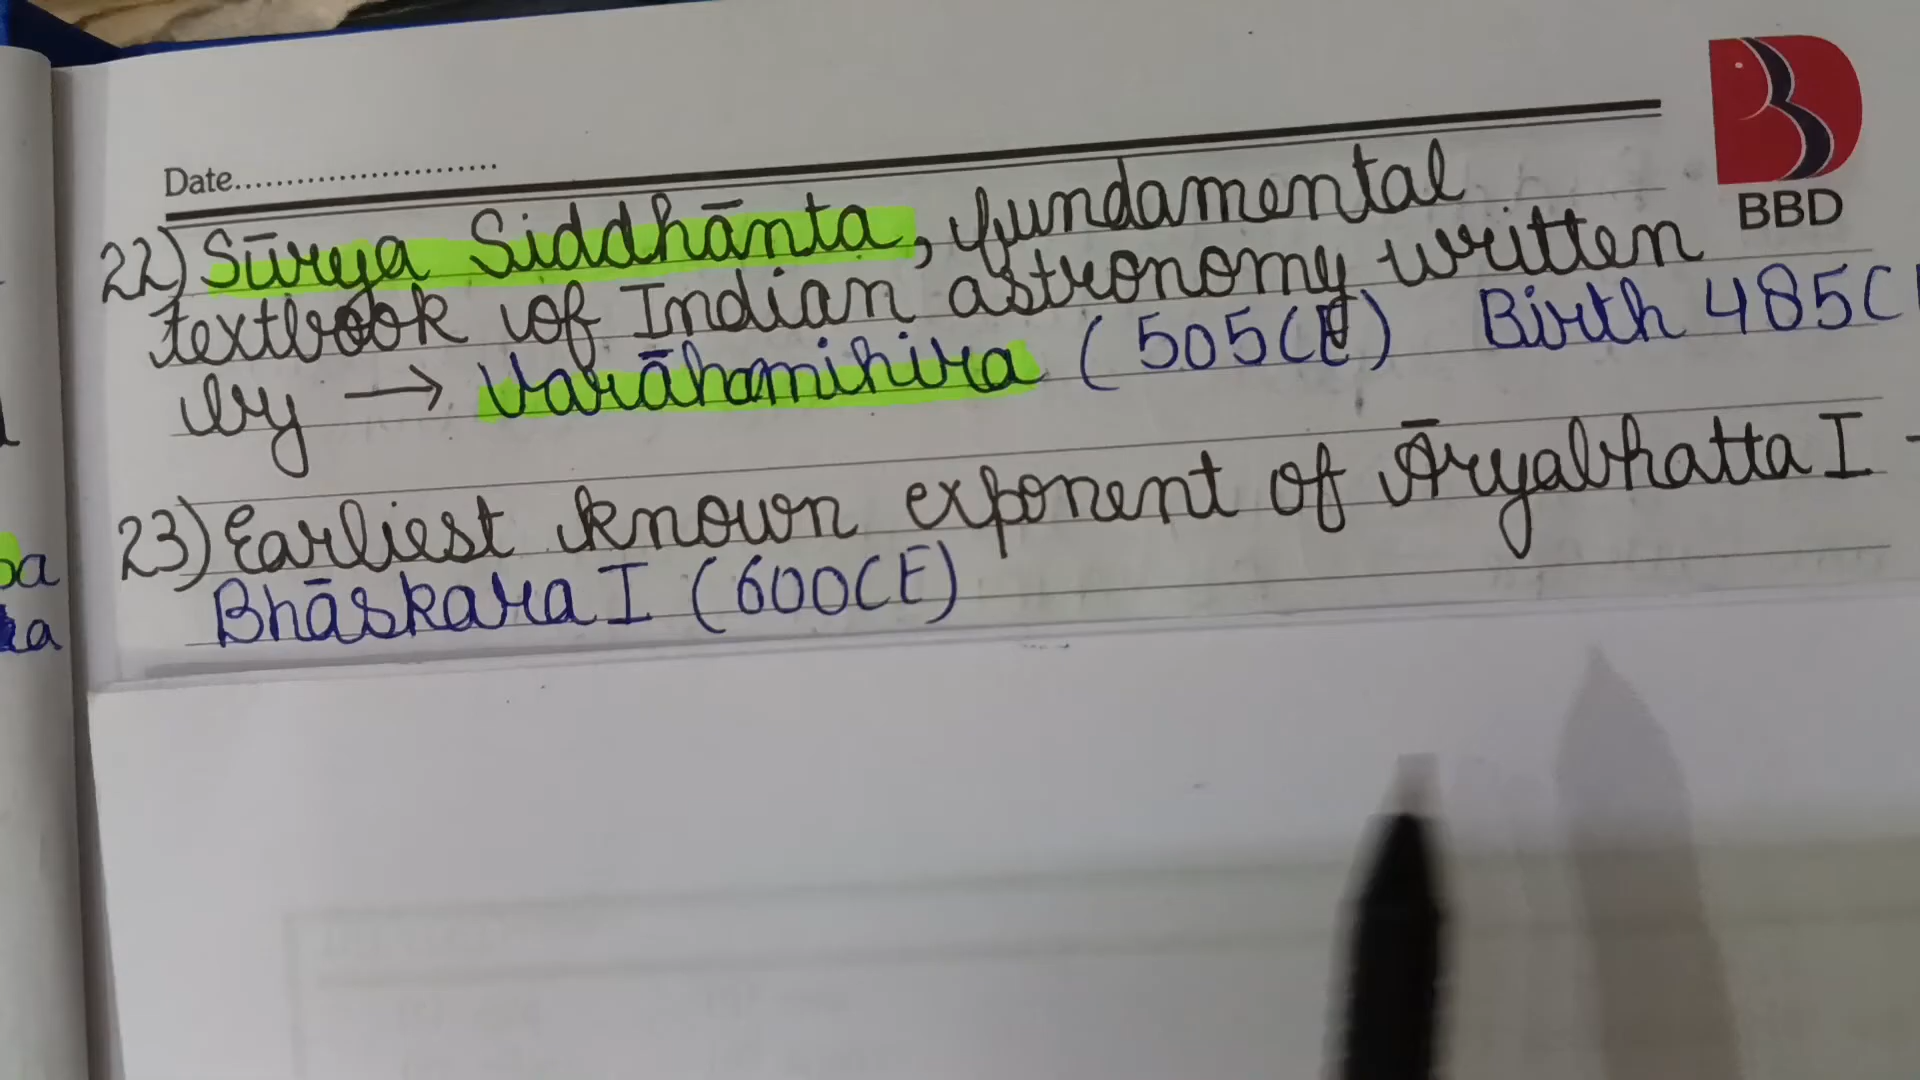 Date........................
BBD
22) Sūrya Siddhānta, fundamental
textbook of Indian astronomy written
by → Varāhamihira (505CE) Birth 485C
23) Earliest known exponent of Āryabhatta I -
Bhāskara I (600CE)